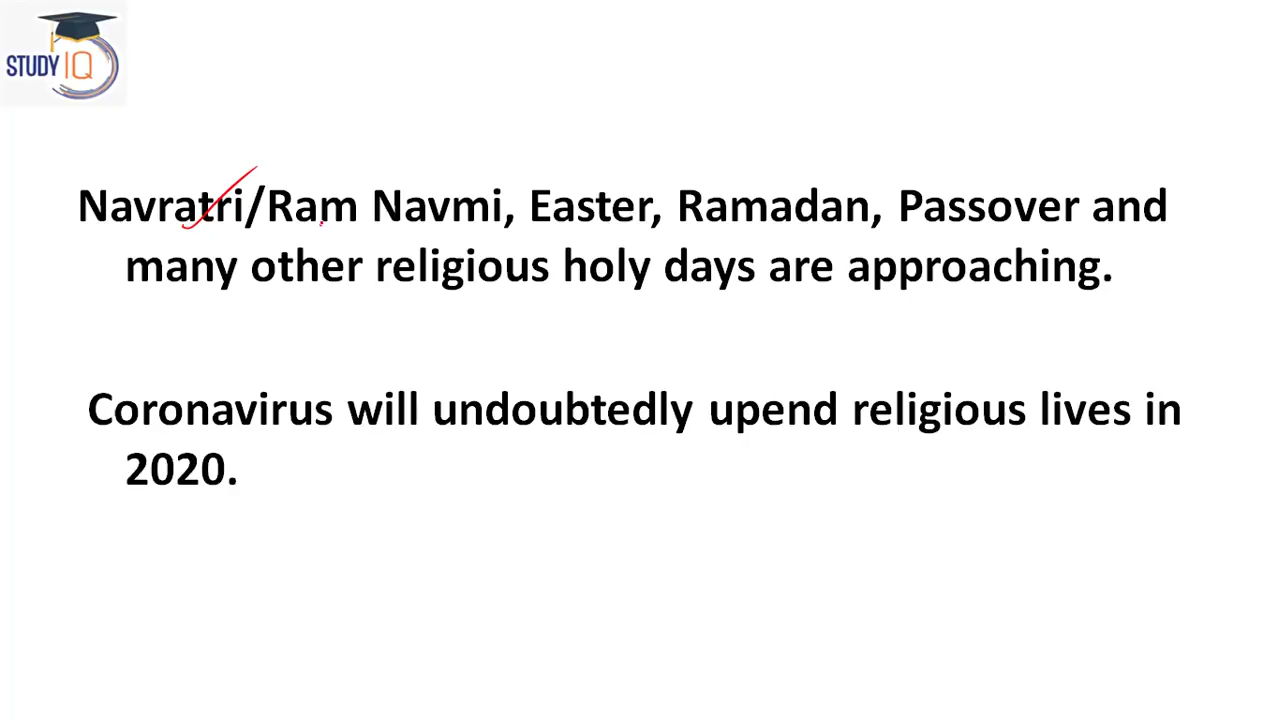 STUDY IQ
Navratri/Ram Navmi, Easter, Ramadan, Passover and
many other religious holy days are approaching.
Coronavirus will undoubtedly upend religious lives in
2020.